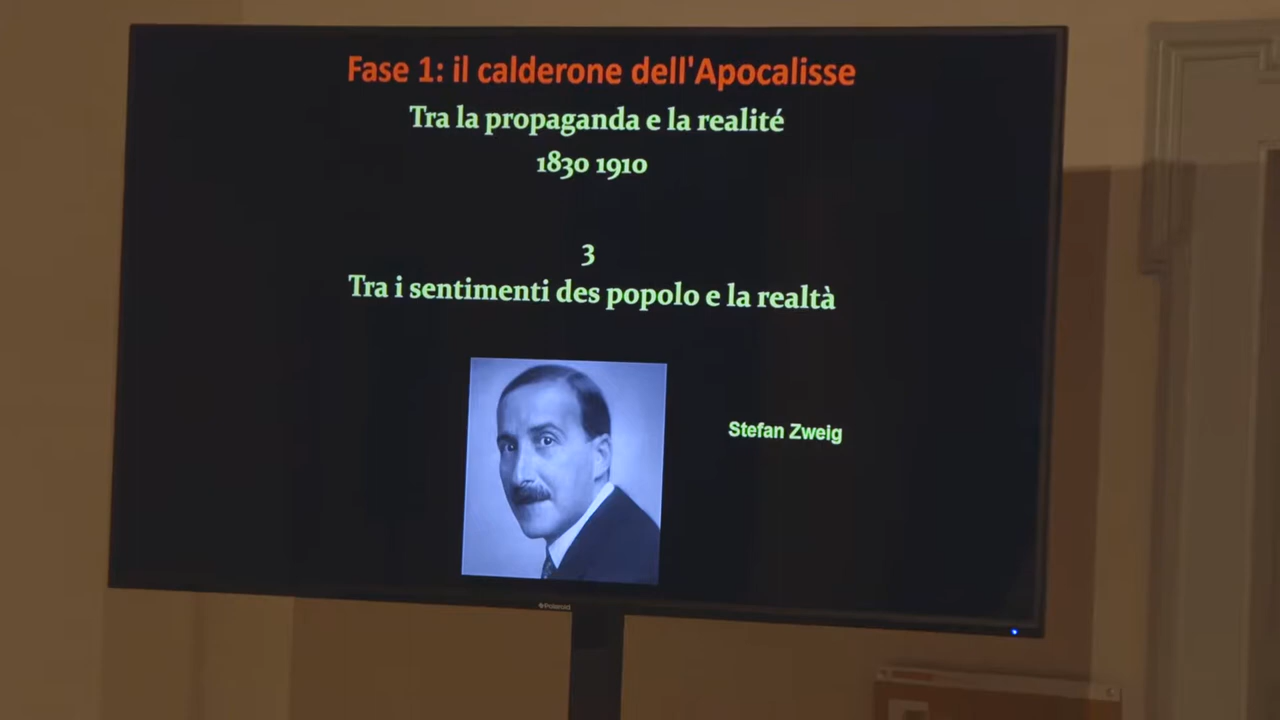 Fase 1: il calderone dell'Apocalisse
Tra la propaganda e la realité
1830 1910
3
Tra i sentimenti des popolo e la realtà
Stefan Zweig
Polaroid